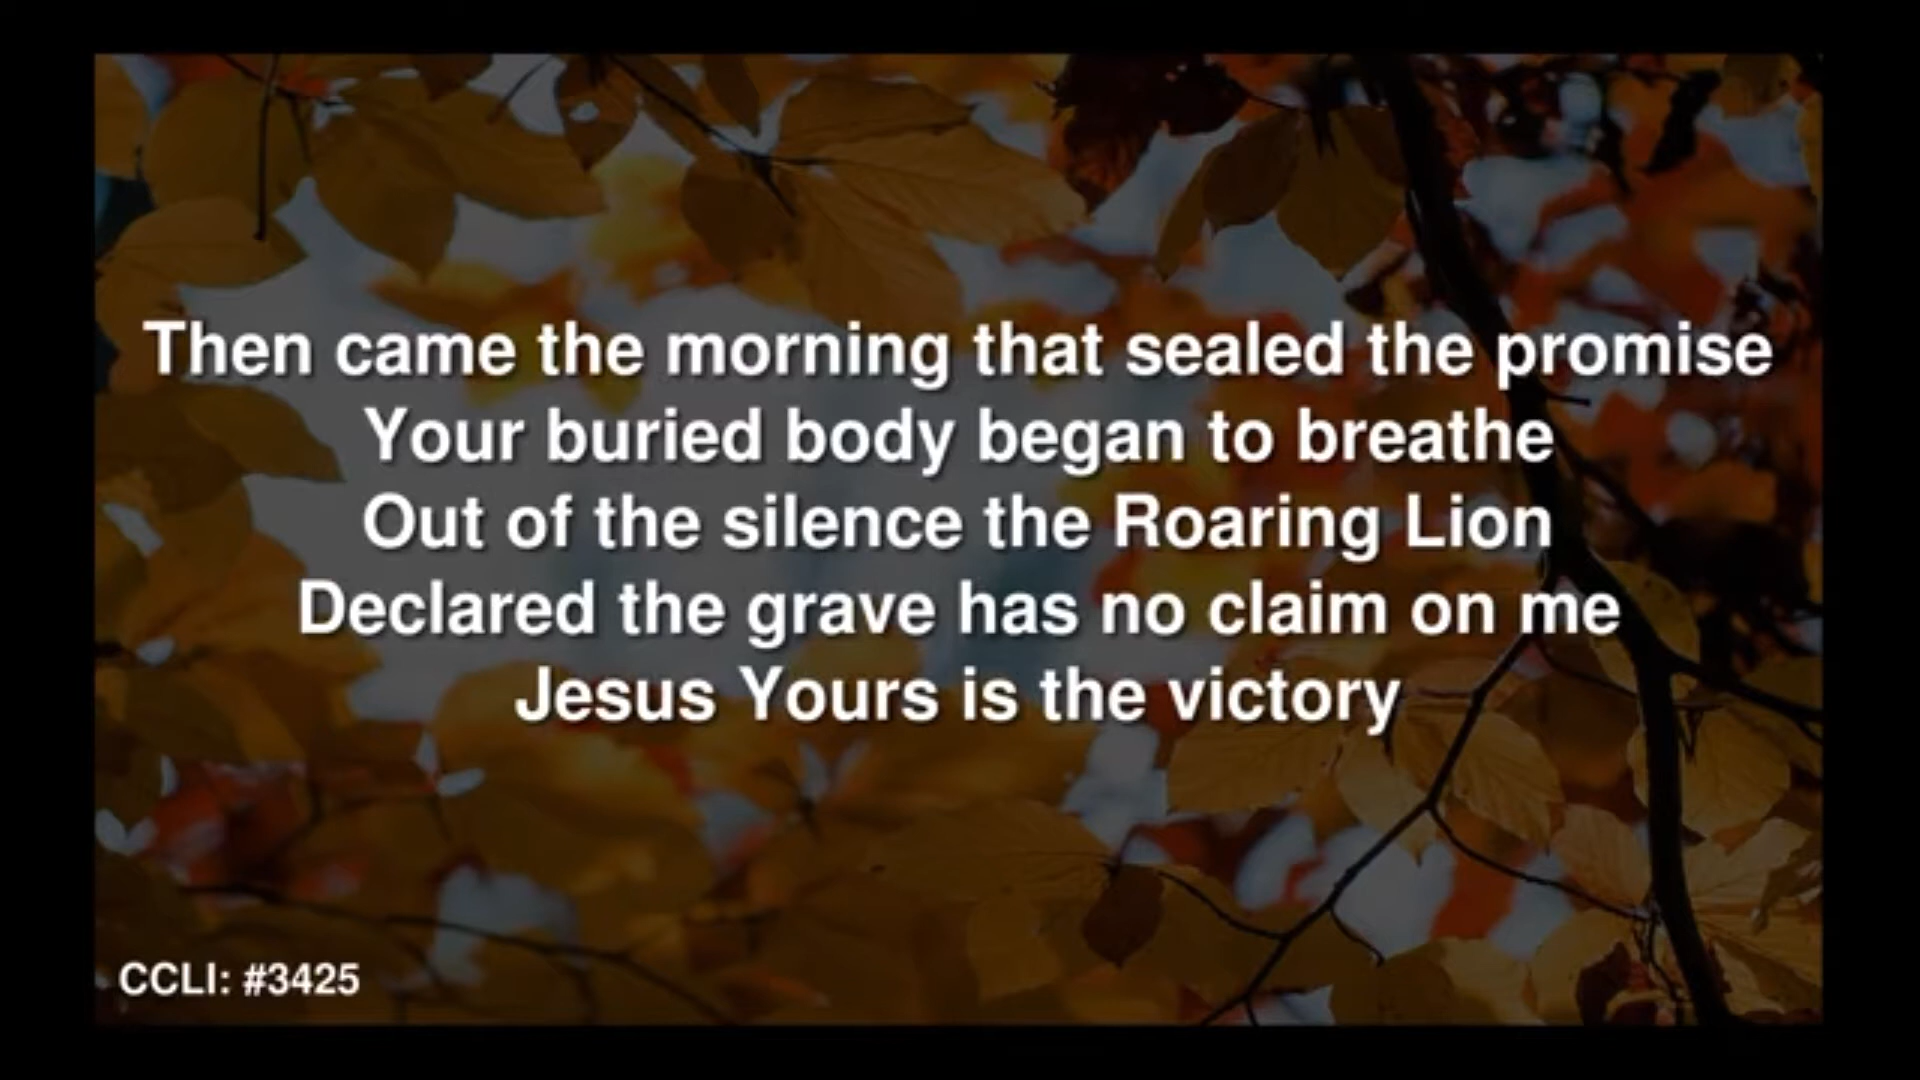 Then came the morning that sealed the promise
Your buried body began to breathe
Out of the silence the Roaring Lion
Declared the grave has no claim on me
Jesus Yours is the victory
CCLI: #3425